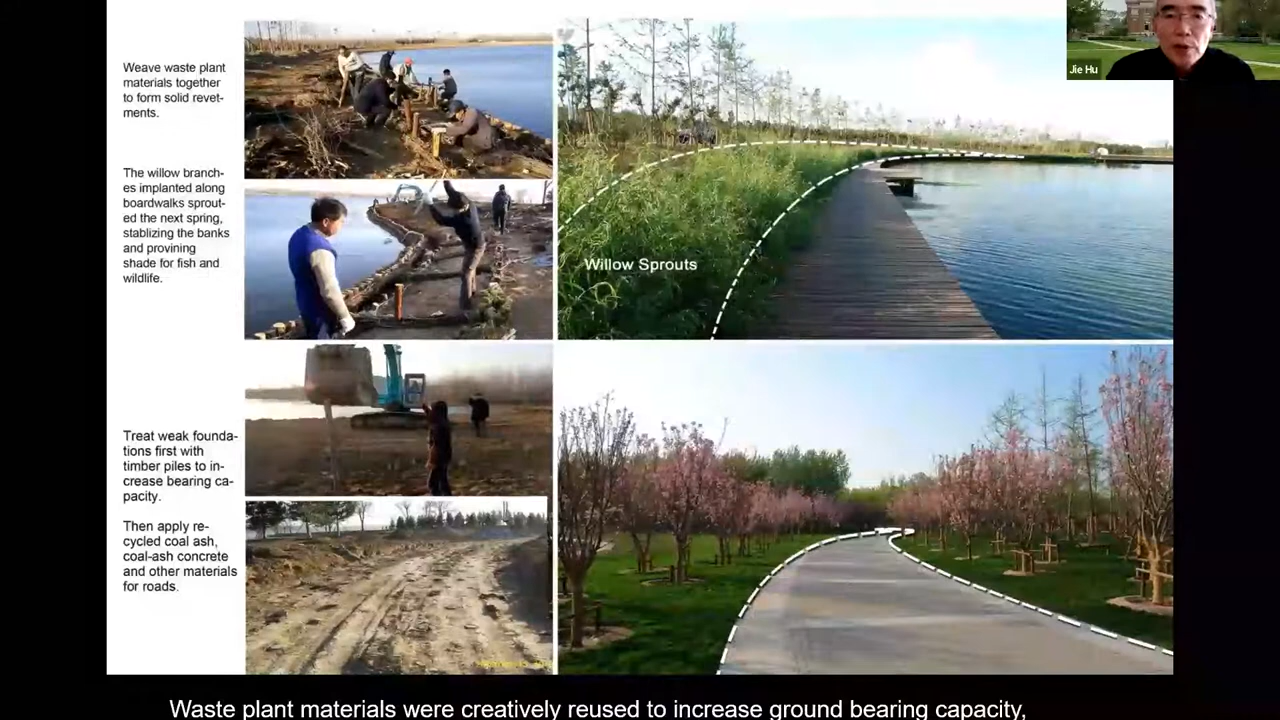 Weave waste plant
materials together
to form solid revet-
ments.
The willow branch-
es implanted along
boardwalks sprout-
ed the next spring,
stablizing the banks
and provining
shade for fish and
wildlife.
Treat weak founda-
tions first with
timber piles to in-
crease bearing ca-
pacity.
Then apply re-
cycled coal ash,
coal-ash concrete
and other materials
for roads.
Willow Sprouts
Jie Hu
Waste plant materials were creatively reused to increase ground bearing capacity,